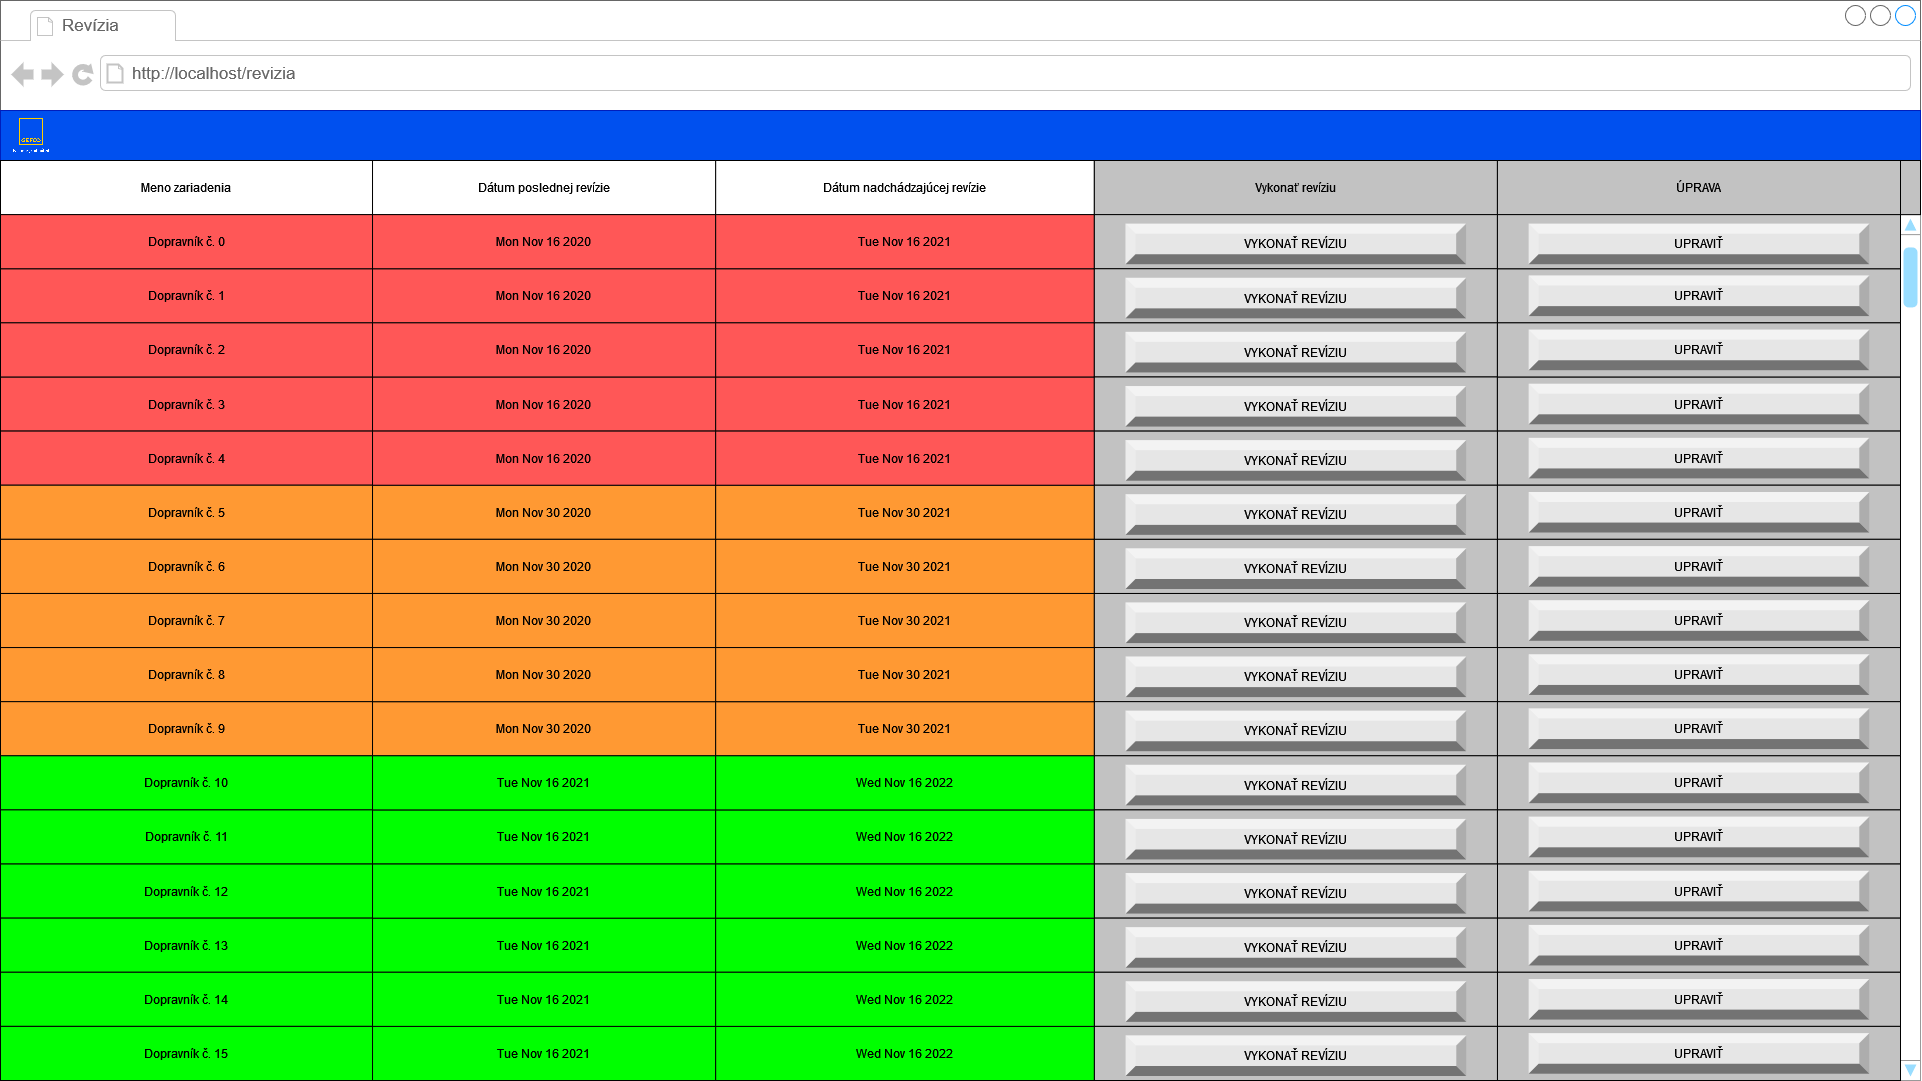 Revízia
http://localhost/revizia
GEFCO
Meno zariadenia Dátum poslednej revízie Dátum nadchádzajúcej revízie Vykonať revíziu ÚPRAVA
Dopravník č. 0 Mon Nov 16 2020 Tue Nov 16 2021 VYKONAŤ REVÍZIU UPRAVIŤ
Dopravník č. 1 Mon Nov 16 2020 Tue Nov 16 2021 VYKONAŤ REVÍZIU UPRAVIŤ
Dopravník č. 2 Mon Nov 16 2020 Tue Nov 16 2021 VYKONAŤ REVÍZIU UPRAVIŤ
Dopravník č. 3 Mon Nov 16 2020 Tue Nov 16 2021 VYKONAŤ REVÍZIU UPRAVIŤ
Dopravník č. 4 Mon Nov 16 2020 Tue Nov 16 2021 VYKONAŤ REVÍZIU UPRAVIŤ
Dopravník č. 5 Mon Nov 30 2020 Tue Nov 30 2021 VYKONAŤ REVÍZIU UPRAVIŤ
Dopravník č. 6 Mon Nov 30 2020 Tue Nov 30 2021 VYKONAŤ REVÍZIU UPRAVIŤ
Dopravník č. 7 Mon Nov 30 2020 Tue Nov 30 2021 VYKONAŤ REVÍZIU UPRAVIŤ
Dopravník č. 8 Mon Nov 30 2020 Tue Nov 30 2021 VYKONAŤ REVÍZIU UPRAVIŤ
Dopravník č. 9 Mon Nov 30 2020 Tue Nov 30 2021 VYKONAŤ REVÍZIU UPRAVIŤ
Dopravník č. 10 Tue Nov 16 2021 Wed Nov 16 2022 VYKONAŤ REVÍZIU UPRAVIŤ
Dopravník č. 11 Tue Nov 16 2021 Wed Nov 16 2022 VYKONAŤ REVÍZIU UPRAVIŤ
Dopravník č. 12 Tue Nov 16 2021 Wed Nov 16 2022 VYKONAŤ REVÍZIU UPRAVIŤ
Dopravník č. 13 Tue Nov 16 2021 Wed Nov 16 2022 VYKONAŤ REVÍZIU UPRAVIŤ
Dopravník č. 14 Tue Nov 16 2021 Wed Nov 16 2022 VYKONAŤ REVÍZIU UPRAVIŤ
Dopravník č. 15 Tue Nov 16 2021 Wed Nov 16 2022 VYKONAŤ REVÍZIU UPRAVIŤ